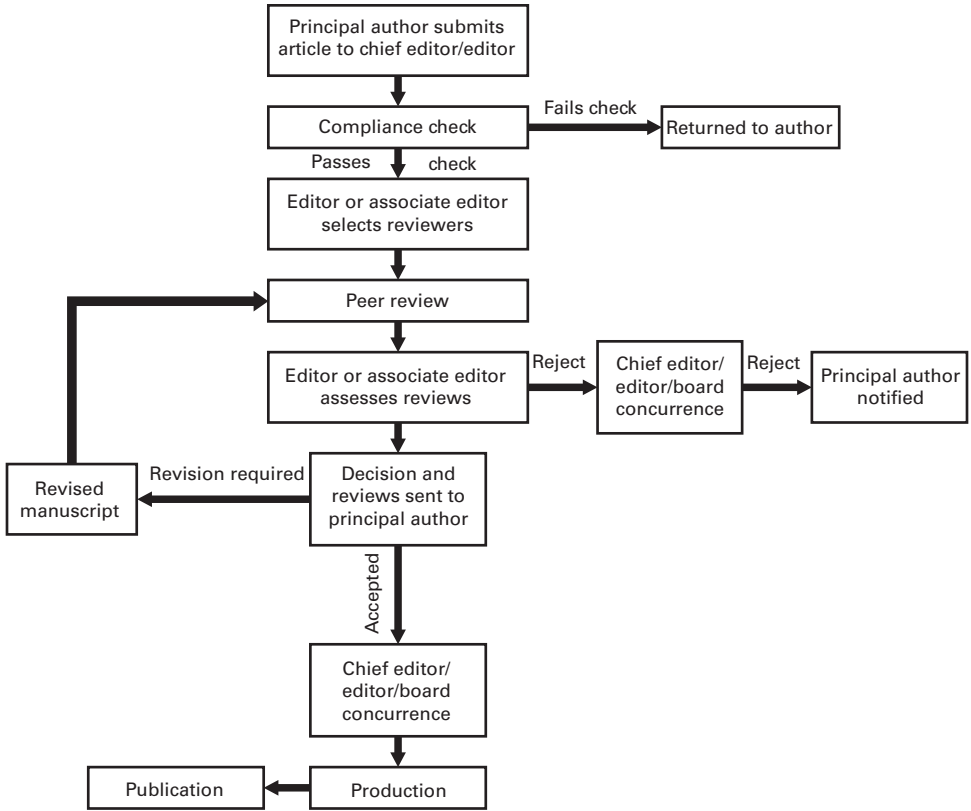 Principal author submits
article to chief editor/editor
Fails check
Compliance check
Returned to author
Passes check
Editor or associate editor
selects reviewers
Peer review
Editor or associate editor
assesses reviews
Reject
Chief editor/
editor/board
concurrence
Reject
Principal author
notified
Decision and
reviews sent to
principal author
Revision required
Revised
manuscript
Accepted
Chief editor/
editor/board
concurrence
Production
Publication